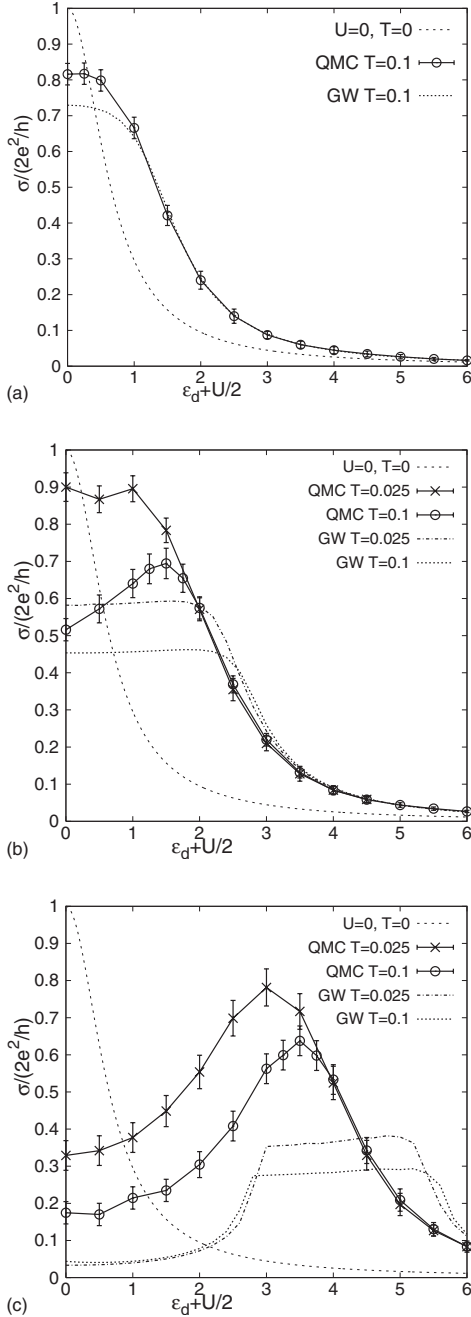 1
0.9
0.8
0.7
0.6
0.5
0.4
0.3
0.2
0.1
0
σ/(2e²/h)
U=0, T=0
QMC T=0.1
GW T=0.1
0 1 2 3 4 5 6
(a)
ε_d+U/2
1
0.9
0.8
0.7
0.6
0.5
0.4
0.3
0.2
0.1
0
σ/(2e²/h)
U=0, T=0
QMC T=0.025
QMC T=0.1
GW T=0.025
GW T=0.1
0 1 2 3 4 5 6
(b)
ε_d+U/2
1
0.9
0.8
0.7
0.6
0.5
0.4
0.3
0.2
0.1
0
σ/(2e²/h)
U=0, T=0
QMC T=0.025
QMC T=0.1
GW T=0.025
GW T=0.1
0 1 2 3 4 5 6
(c)
ε_d+U/2